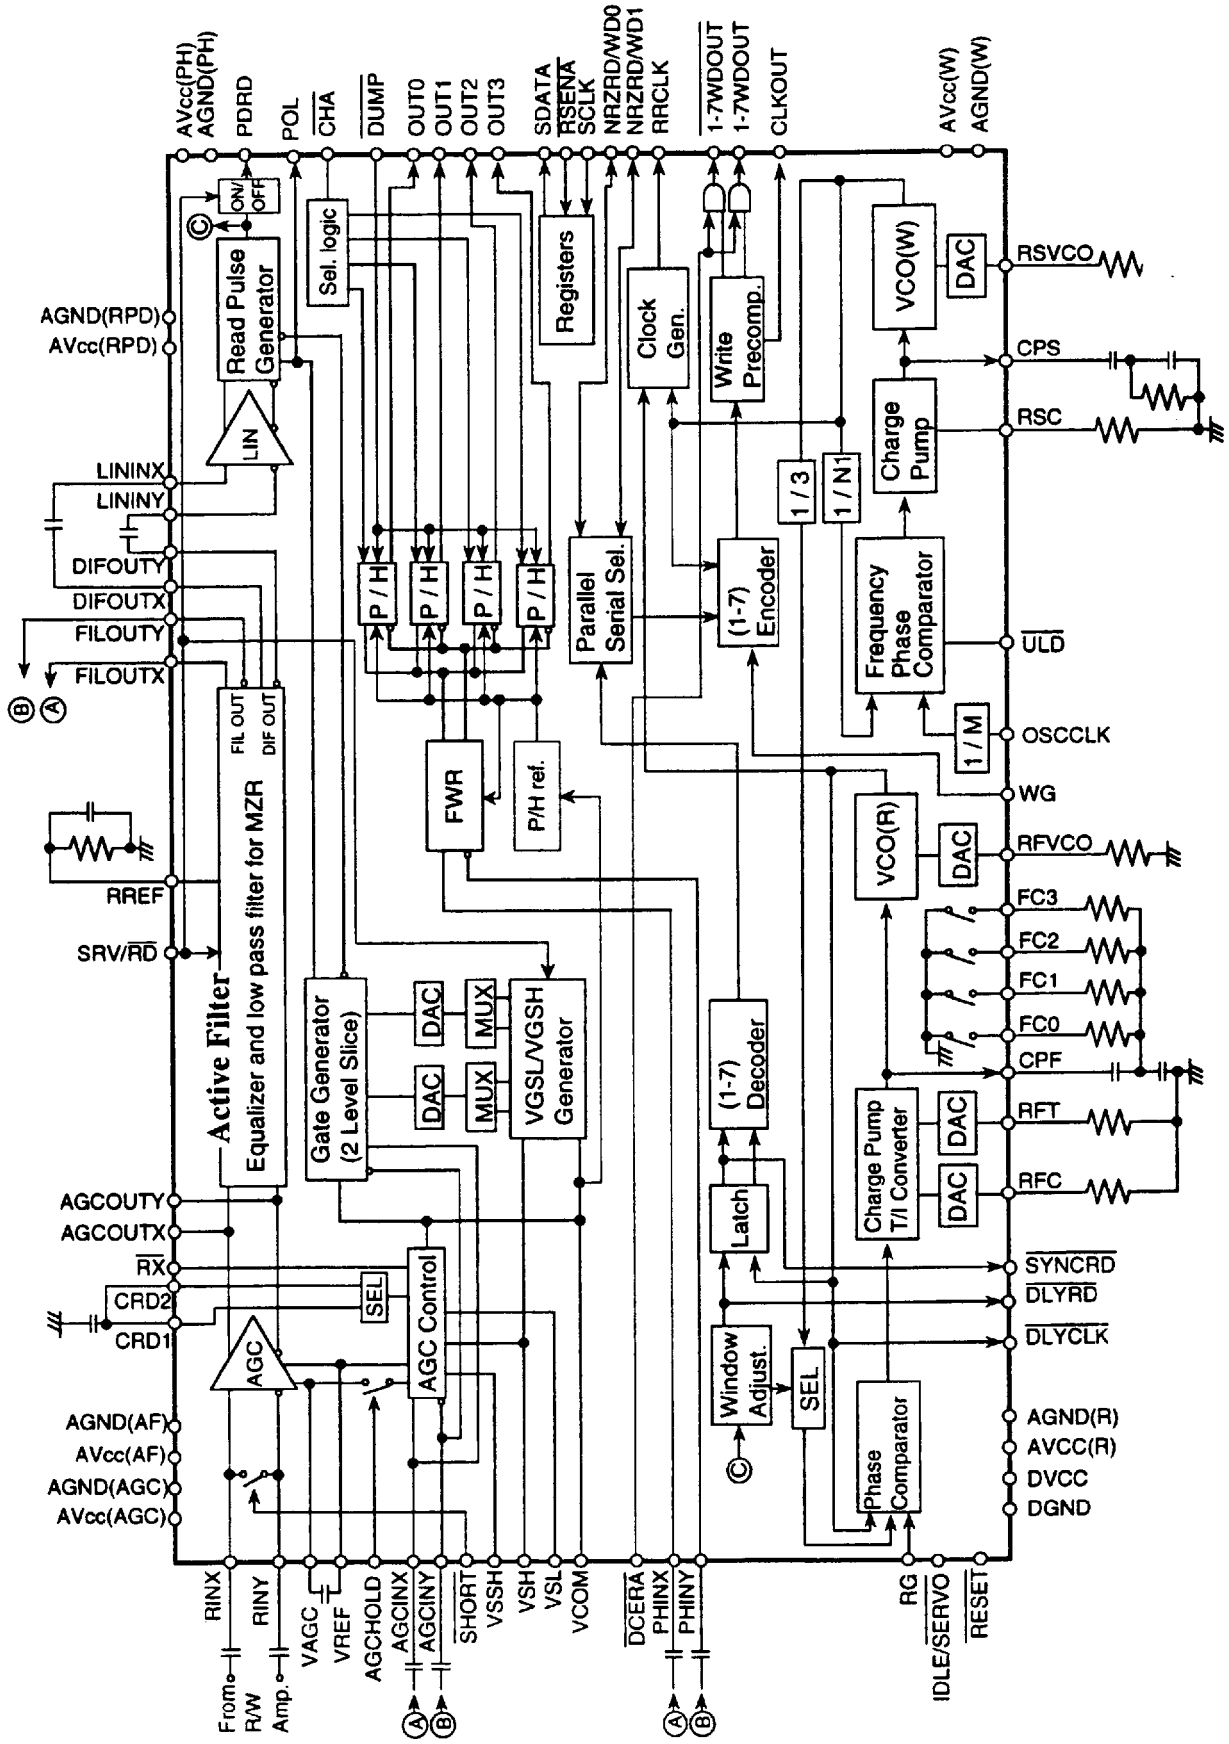 AVcc(PH)
AGND(PH)
PDRD
POL
CHA
DUMP
OUT0
OUT1
OUT2
OUT3
SDATA
RSENA
SCLK
NRZRD/WD0
NRZRD/WD1
RRCLK
1-7WDOUT
1-7WDOUT
CLKOUT
AVcc(W)
AGND(W)
ON/
OFF
C
Read Pulse
Generator
Sel. logic
Registers
Clock
Gen.
Write
Precomp.
VCO(W)
DAC
RSVCO
AGND(RPD)
AVcc(RPD)
LIN
LININX
LININY
DIFOUTY
DIFOUTX
FILOUTY
FILOUTX
B
A
P / H
P / H
P / H
P / H
Parallel
Serial Sel.
(1-7)
Encoder
1 / 3
1 / N1
Charge
Pump
CPS
RSC
Frequency
Phase
Comparator
ULD
1 / M
OSCCLK
WG
FIL OUT
DIF OUT
Active Filter
Equalizer and low pass filter for MZR
RREF
SRV/RD
FWR
P/H ref.
VCO(R)
DAC
RFVCO
FC3
FC2
FC1
FC0
CPF
Gate Generator
(2 Level Slice)
DAC
DAC
MUX
MUX
VGSL/VGSH
Generator
(1-7)
Decoder
Charge Pump
T/I Converter
DAC
DAC
RFT
RFC
AGCOUTY
AGCOUTX
RX
CRD2
CRD1
SEL
AGC Control
AGC
Latch
Window
Adjust.
C
SEL
Phase
Comparator
SYNCRD
DLYRD
DLYCLK
AGND(AF)
AVcc(AF)
AGND(AGC)
AVcc(AGC)
AGND(R)
AVCC(R)
DVCC
DGND
RINX
RINY
VAGC
VREF
AGCHOLD
AGCINX
AGCINY
SHORT
VSSH
VSH
VSL
VCOM
DCERA
PHINX
PHINY
RG
IDLE/SERVO
RESET
From
R/W
Amp.
A
B
A
B